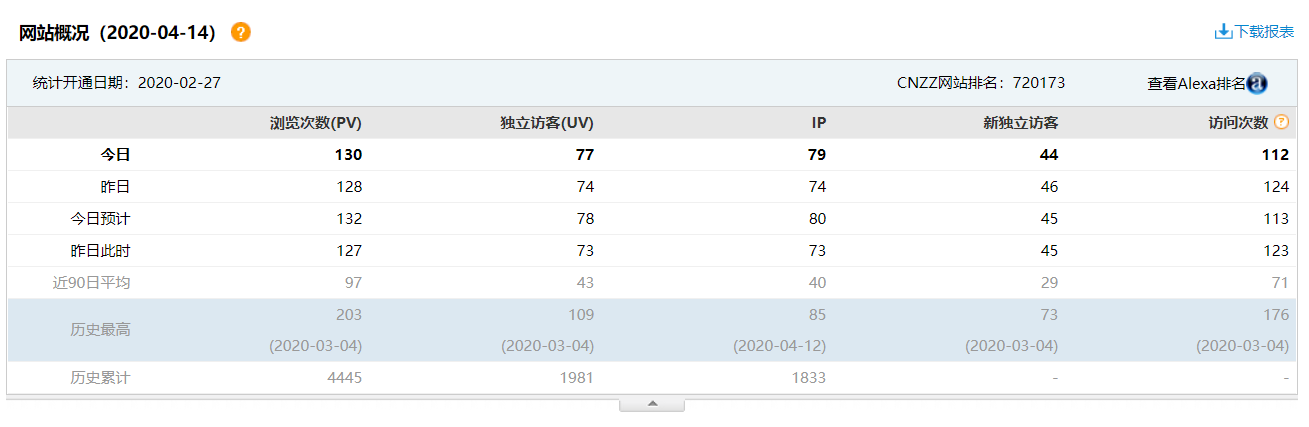 网站概况（2020-04-14） ?
下载报表
统计开通日期：2020-02-27 CNZZ网站排名：720173 查看Alexa排名 a
浏览次数(PV) 独立访客(UV) IP 新独立访客 访问次数 ?
今日 130 77 79 44 112
昨日 128 74 74 46 124
今日预计 132 78 80 45 113
昨日此时 127 73 73 45 123
近90日平均 97 43 40 29 71
历史最高 203 109 85 73 176
(2020-03-04) (2020-03-04) (2020-04-12) (2020-03-04) (2020-03-04)
历史累计 4445 1981 1833 - -